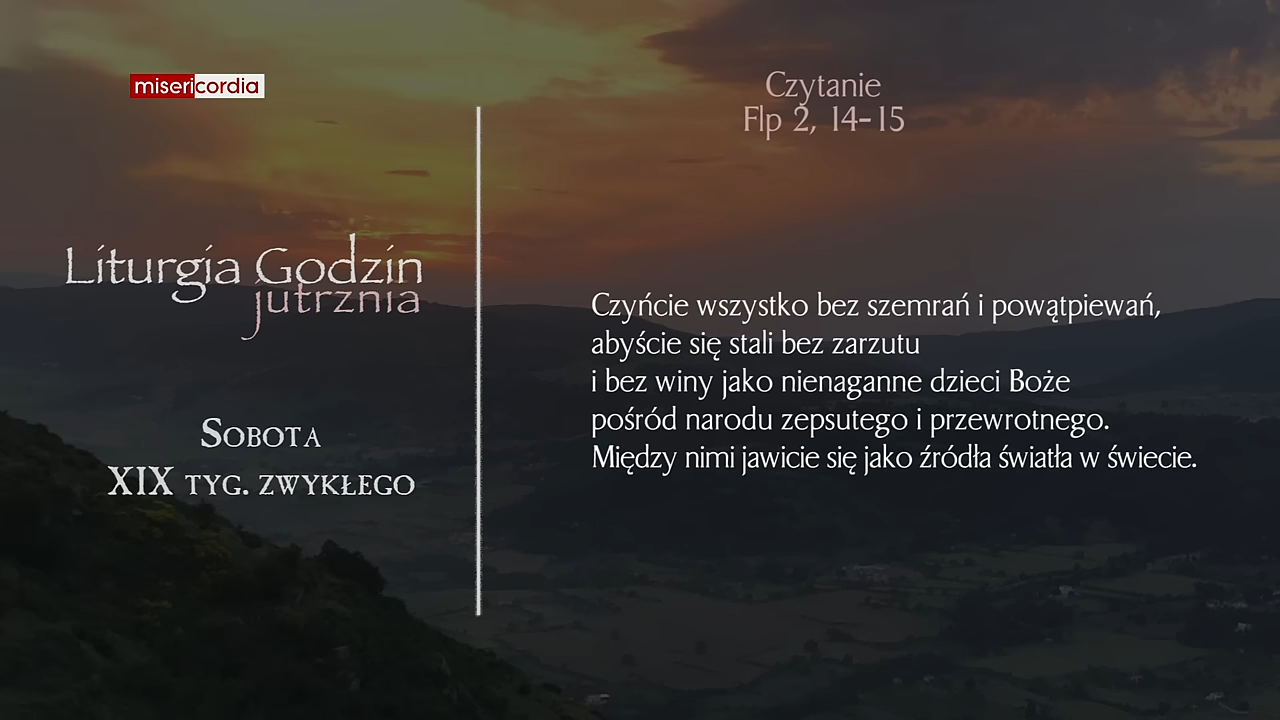 misericordia
Liturgia Godzin
jutrznia
Sobota
XIX tyg. zwykłego
Czytanie
Flp 2, 14-15
Czyńcie wszystko bez szemrań i powątpiewań,
abyście się stali bez zarzutu
i bez winy jako nienaganne dzieci Boże
pośród narodu zepsutego i przewrotnego.
Między nimi jawicie się jako źródła światła w świecie.